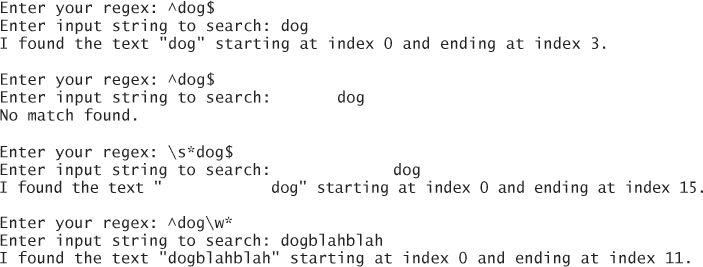 Enter your regex: ^dog$
Enter input string to search: dog
I found the text "dog" starting at index 0 and ending at index 3.
Enter your regex: ^dog$
Enter input string to search:       dog
No match found.
Enter your regex: \s*dog$
Enter input string to search:             dog
I found the text "            dog" starting at index 0 and ending at index 15.
Enter your regex: ^dog\w*
Enter input string to search: dogblahblah
I found the text "dogblahblah" starting at index 0 and ending at index 11.